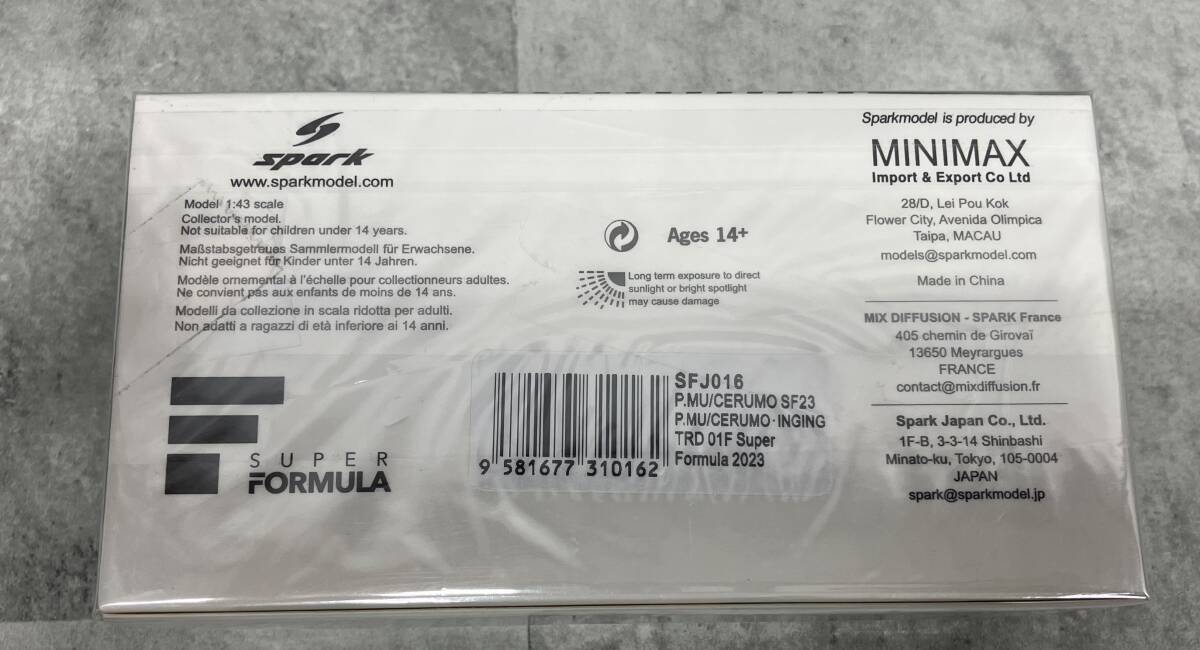 spark
www.sparkmodel.com
Model 1:43 scale
Collector's model.
Not suitable for children under 14 years.
Maßstabsgetreues Sammlermodell für Erwachsene.
Nicht geeignet für Kinder unter 14 Jahren.
Modèle ornemental à l'échelle pour collectionneurs adultes.
Ne convient pas aux enfants de moins de 14 ans.
Modelli da collezione in scala ridotta per adulti.
Non adatti a ragazzi di età inferiore ai 14 anni.
Ages 14+
Long term exposure to direct
sunlight or bright spotlight
may cause damage
Sparkmodel is produced by
MINIMAX
Import & Export Co Ltd
28/D, Lei Pou Kok
Flower City, Avenida Olimpica
Taipa, MACAU
models@sparkmodel.com
Made in China
MIX DIFFUSION - SPARK France
405 chemin de Girovaï
13650 Meyrargues
FRANCE
contact@mixdiffusion.fr
Spark Japan Co., Ltd.
1F-B, 3-3-14 Shinbashi
Minato-ku, Tokyo, 105-0004
JAPAN
spark@sparkmodel.jp
SUPER
FORMULA
9 581677 310162
SFJ016
P.MU/CERUMO SF23
P.MU/CERUMO·INGING
TRD 01F Super
Formula 2023